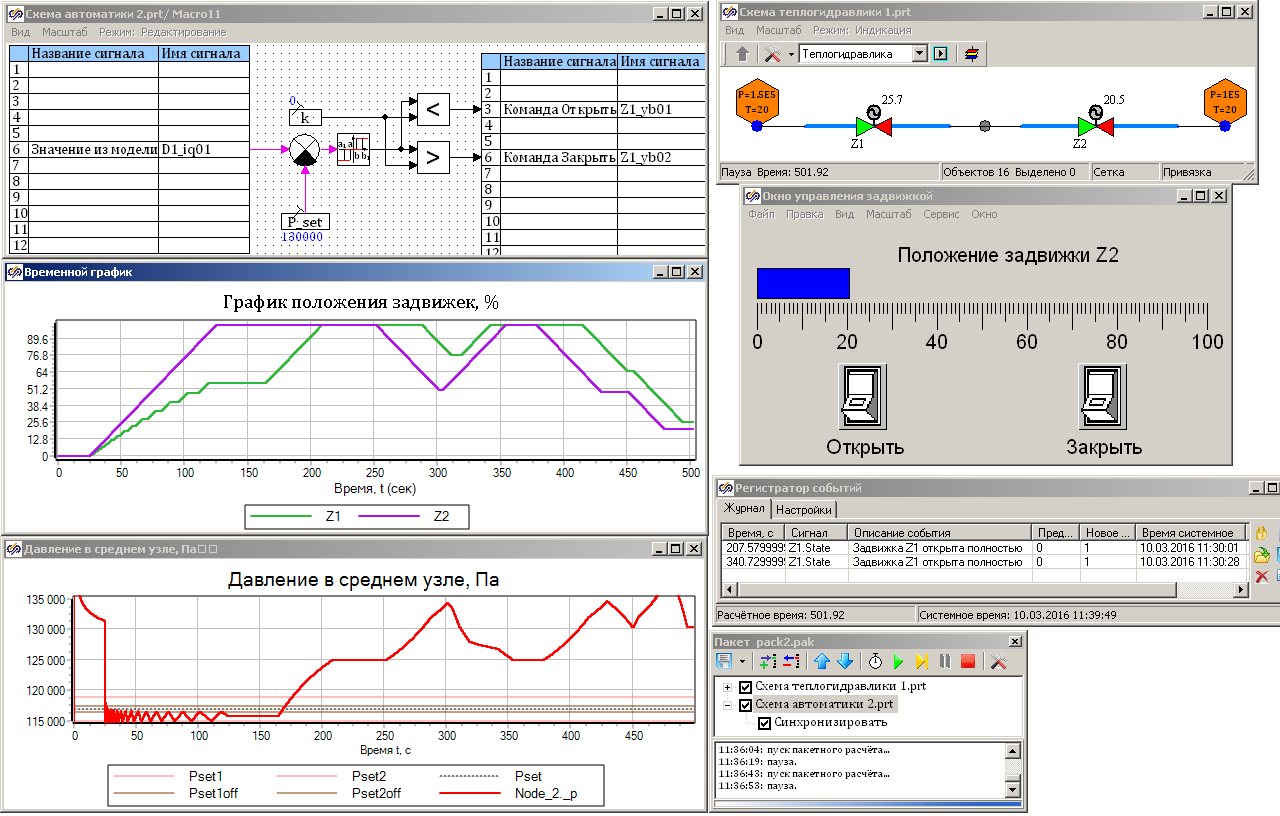 Схема автоматики 2.prt/ Macro11
Вид Масштаб Режим: Редактирование
Название сигнала Имя сигнала
1
2
3
4
5
6 Значение из модели D1_iq01
7
8
9
10
11
12
0
k
P_set
130000
<
>
Название сигнала Имя сигнала
1
2
3 Команда Открыть Z1_yb01
4
5
6 Команда Закрыть Z1_yb02
7
8
9
10
11
12
Схема теплогидравлики 1.prt
Вид Масштаб Режим: Индикация
Теплогидравлика
P=1.5E5
T=20
25.7
Z1
20.5
Z2
P=1E5
T=20
Пауза Время: 501.92 Объектов 16 Выделено 0 Сетка Привязка
Окно управления задвижкой
Файл Правка Вид Масштаб Сервис Окно
Положение задвижки Z2
0 20 40 60 80 100
Открыть Закрыть
Временной график
График положения задвижек, %
89.6
76.8
64
51.2
38.4
25.6
12.8
0
0 50 100 150 200 250 300 350 400 450 500
Время, t (сек)
Z1 Z2
Регистратор событий
Журнал Настройки
Время, с Сигнал Описание события Пред... Новое ... Время системное
207.5799995 Z1.State Задвижка Z1 открыта полностью 0 1 10.03.2016 11:30:01
340.7299995 Z1.State Задвижка Z1 открыта полностью 0 1 10.03.2016 11:30:28
Расчётное время: 501.92 Системное время: 10.03.2016 11:39:49
Давление в среднем узле, Па
Давление в среднем узле, Па
135 000
130 000
125 000
120 000
115 000
0 50 100 150 200 250 300 350 400 450
Время t, с
Pset1 Pset2 Pset
Pset1off Pset2off Node_2._p
Пакет pack2.pak
Схема теплогидравлики 1.prt
Схема автоматики 2.prt
Синхронизировать
11:36:04: пуск пакетного расчёта...
11:36:19: пауза.
11:36:43: пуск пакетного расчёта...
11:36:53: пауза.